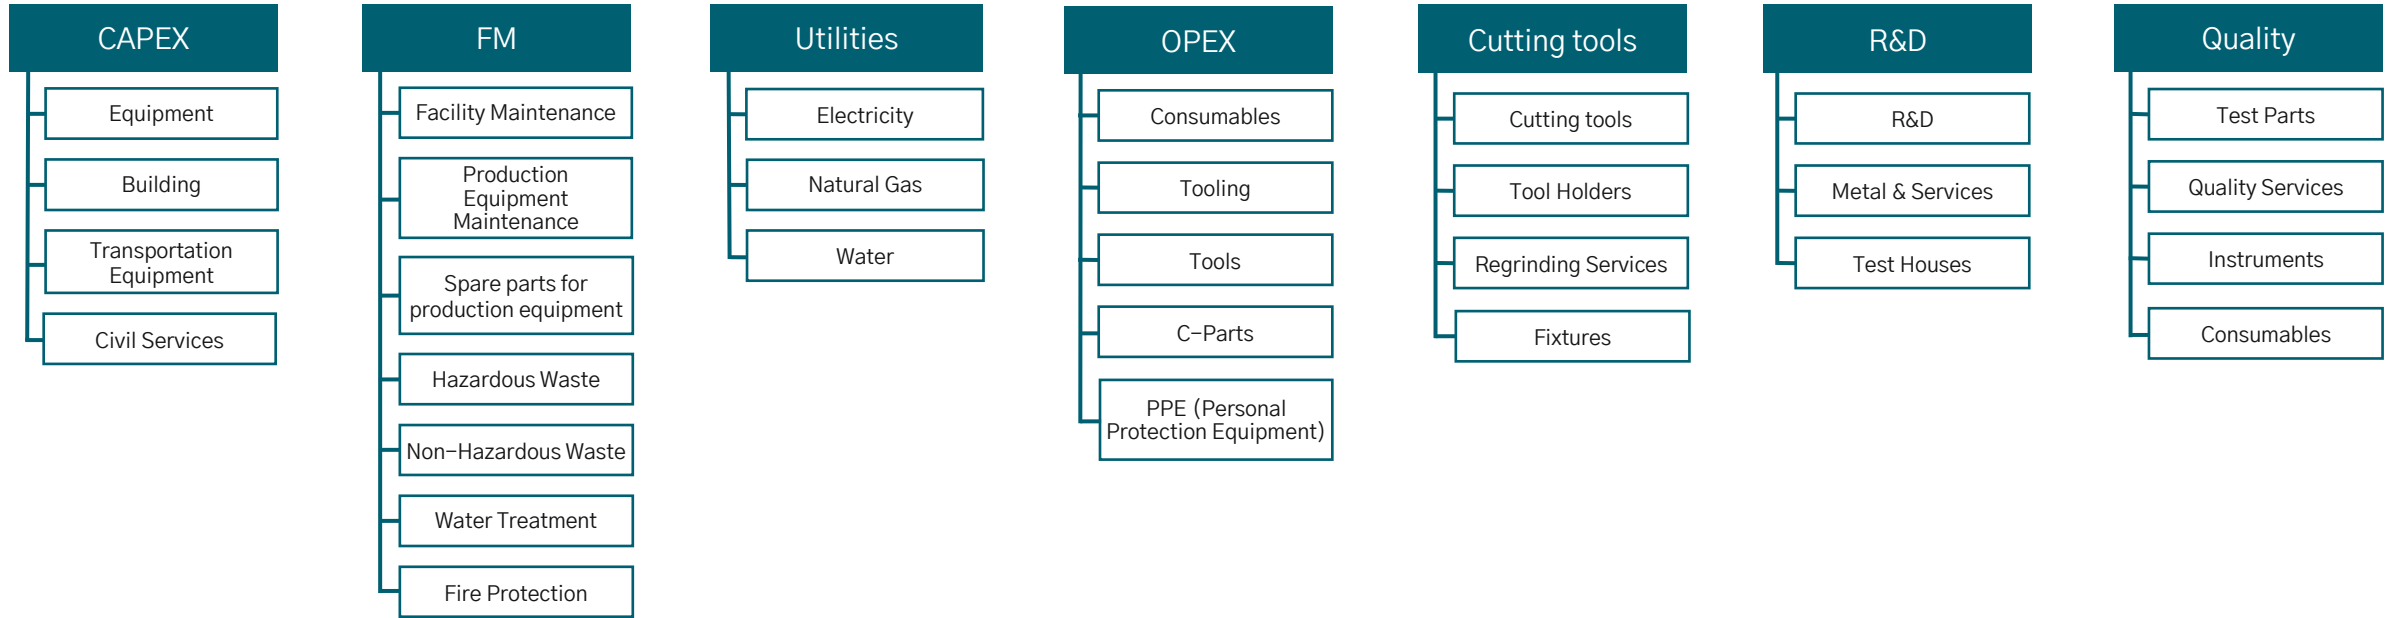 CAPEX
Equipment
Building
Transportation
Equipment
Civil Services
FM
Facility Maintenance
Production
Equipment
Maintenance
Spare parts for
production equipment
Hazardous Waste
Non-Hazardous Waste
Water Treatment
Fire Protection
Utilities
Electricity
Natural Gas
Water
OPEX
Consumables
Tooling
Tools
C-Parts
PPE (Personal
Protection Equipment)
Cutting tools
Cutting tools
Tool Holders
Regrinding Services
Fixtures
R&D
R&D
Metal & Services
Test Houses
Quality
Test Parts
Quality Services
Instruments
Consumables